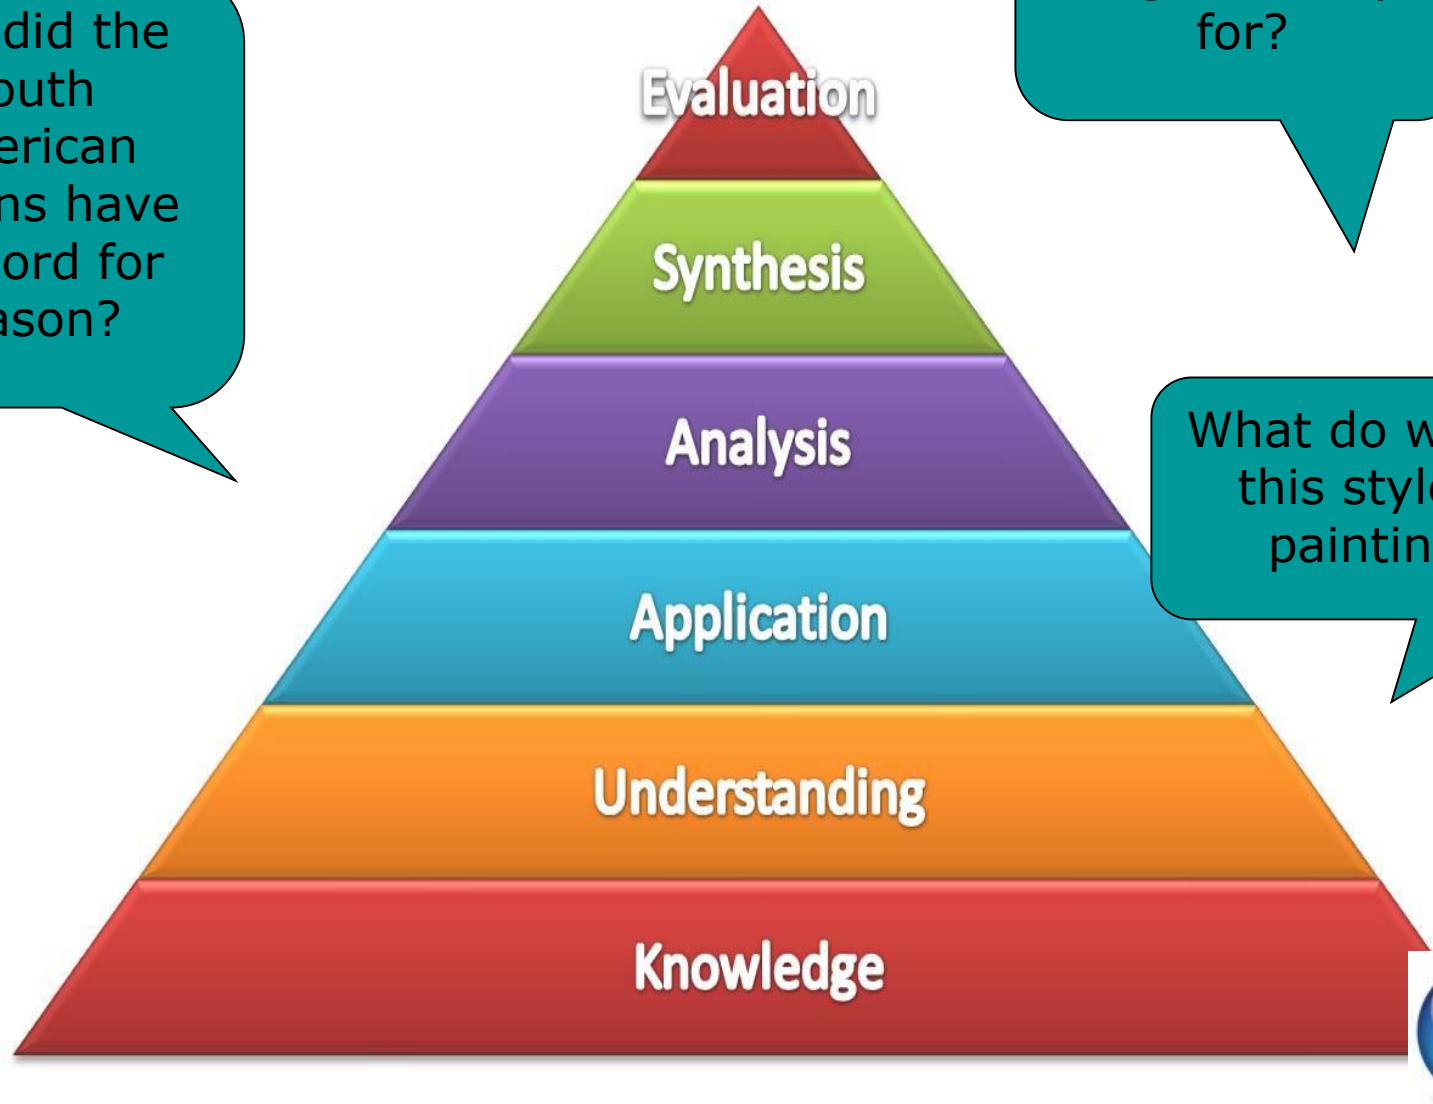 did the
outh
erican
ns have
ord for
ason?
for?
Evaluation
Synthesis
Analysis
What do w
this style
paintin
Application
Understanding
Knowledge